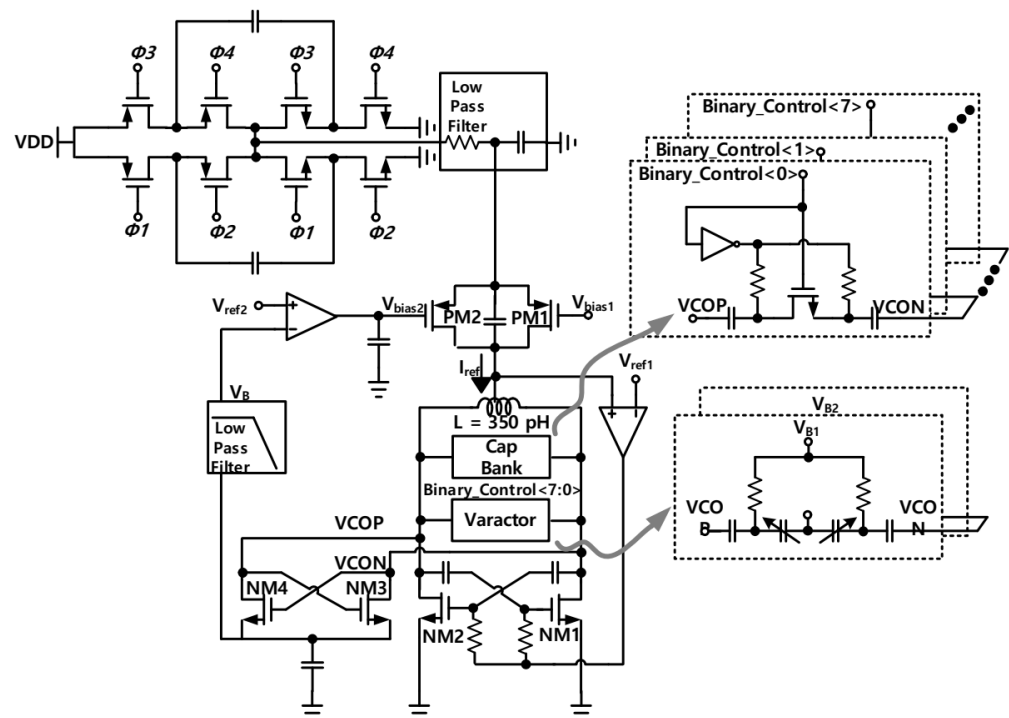 Φ3
Φ4
Φ3
Φ4
VDD
Φ1
Φ2
Φ1
Φ2
Low
Pass
Filter
Binary_Control<7>
Binary_Control<1>
Binary_Control<0>
VCOP
VCON
Vref2
+
−
Vbias2
PM2
PM1
Vbias1
Iref
Vref1
+
−
VB
Low
Pass
Filter
L = 350 pH
Cap
Bank
Binary_Control<7:0>
Varactor
VCOP
VCON
NM4
NM3
NM2
NM1
VB2
VB1
VCO
P
VCO
N